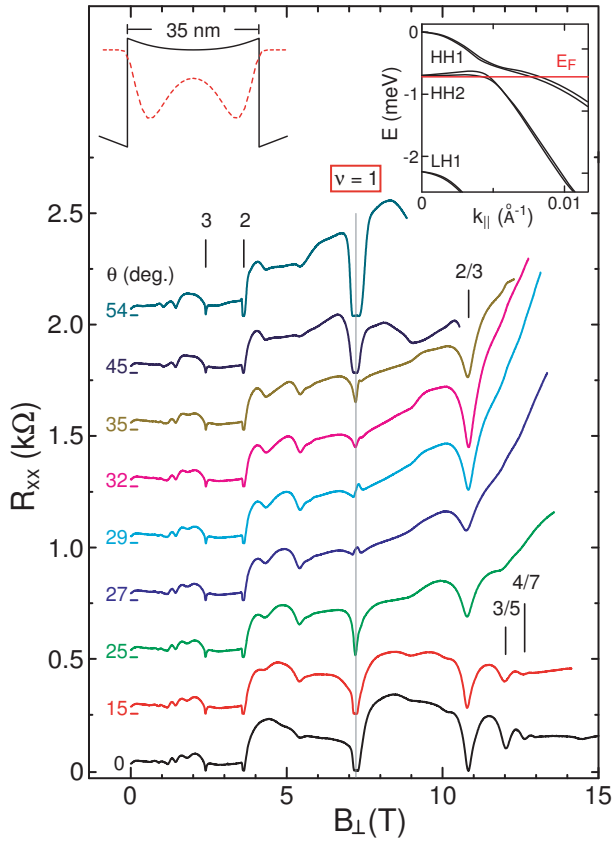 35 nm
0
-1
-2
E (meV)
HH1
HH2
LH1
E_F
0
0.01
k_|| (Å⁻¹)
ν = 1
3
2
2/3
3/5
4/7
θ (deg.)
54
45
35
32
29
27
25
15
0
2.5
2.0
1.5
1.0
0.5
0
R_xx (kΩ)
0
5
10
15
B_⊥(T)